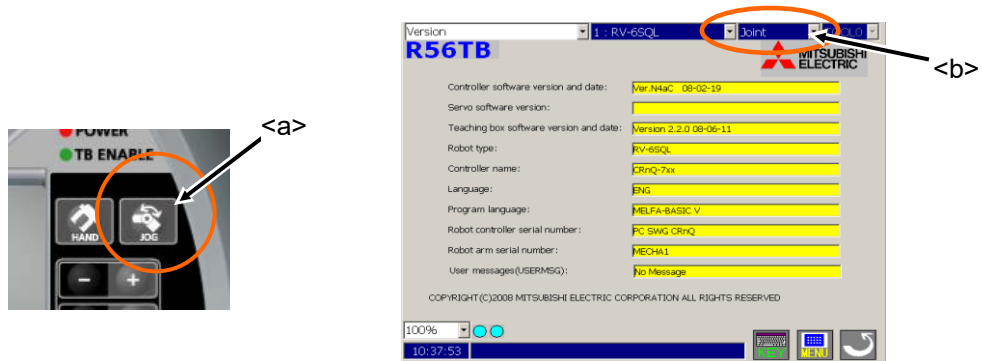 Version 1 : RV-6SQL Joint
R56TB
MITSUBISHI
ELECTRIC
<b>
Controller software version and date: Ver.N4aC 08-02-19
Servo software version:
Teaching box software version and date: Version 2.2.0 08-06-11
Robot type: RV-6SQL
Controller name: CRnQ-7xx
Language: ENG
Program language: MELFA-BASIC V
Robot controller serial number: PC SWG CRnQ
Robot arm serial number: MECHA1
User messages(USERMSG): No Message
COPYRIGHT(C)2008 MITSUBISHI ELECTRIC CORPORATION ALL RIGHTS RESERVED
100%
10:37:53
KEY MENU
<a>
POWER
TB ENABLE
HAND JOG
- +